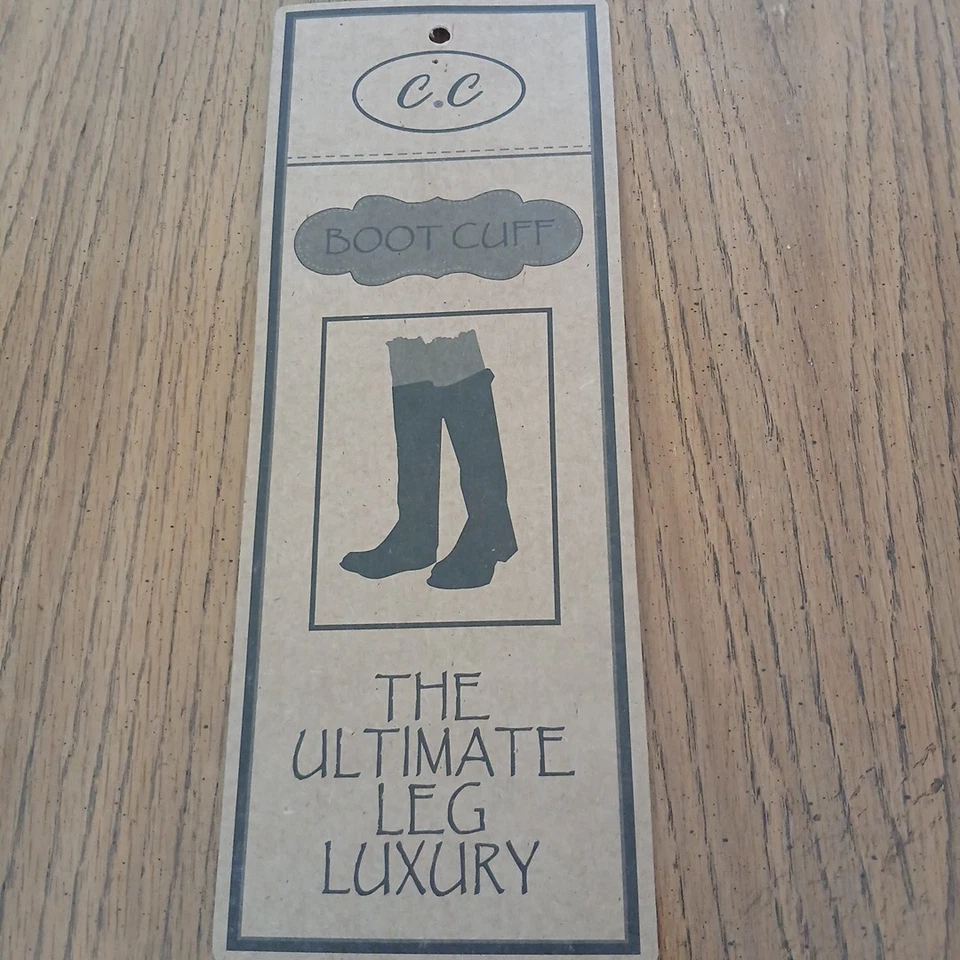 C.C
BOOT CUFF
THE
ULTIMATE
LEG
LUXURY